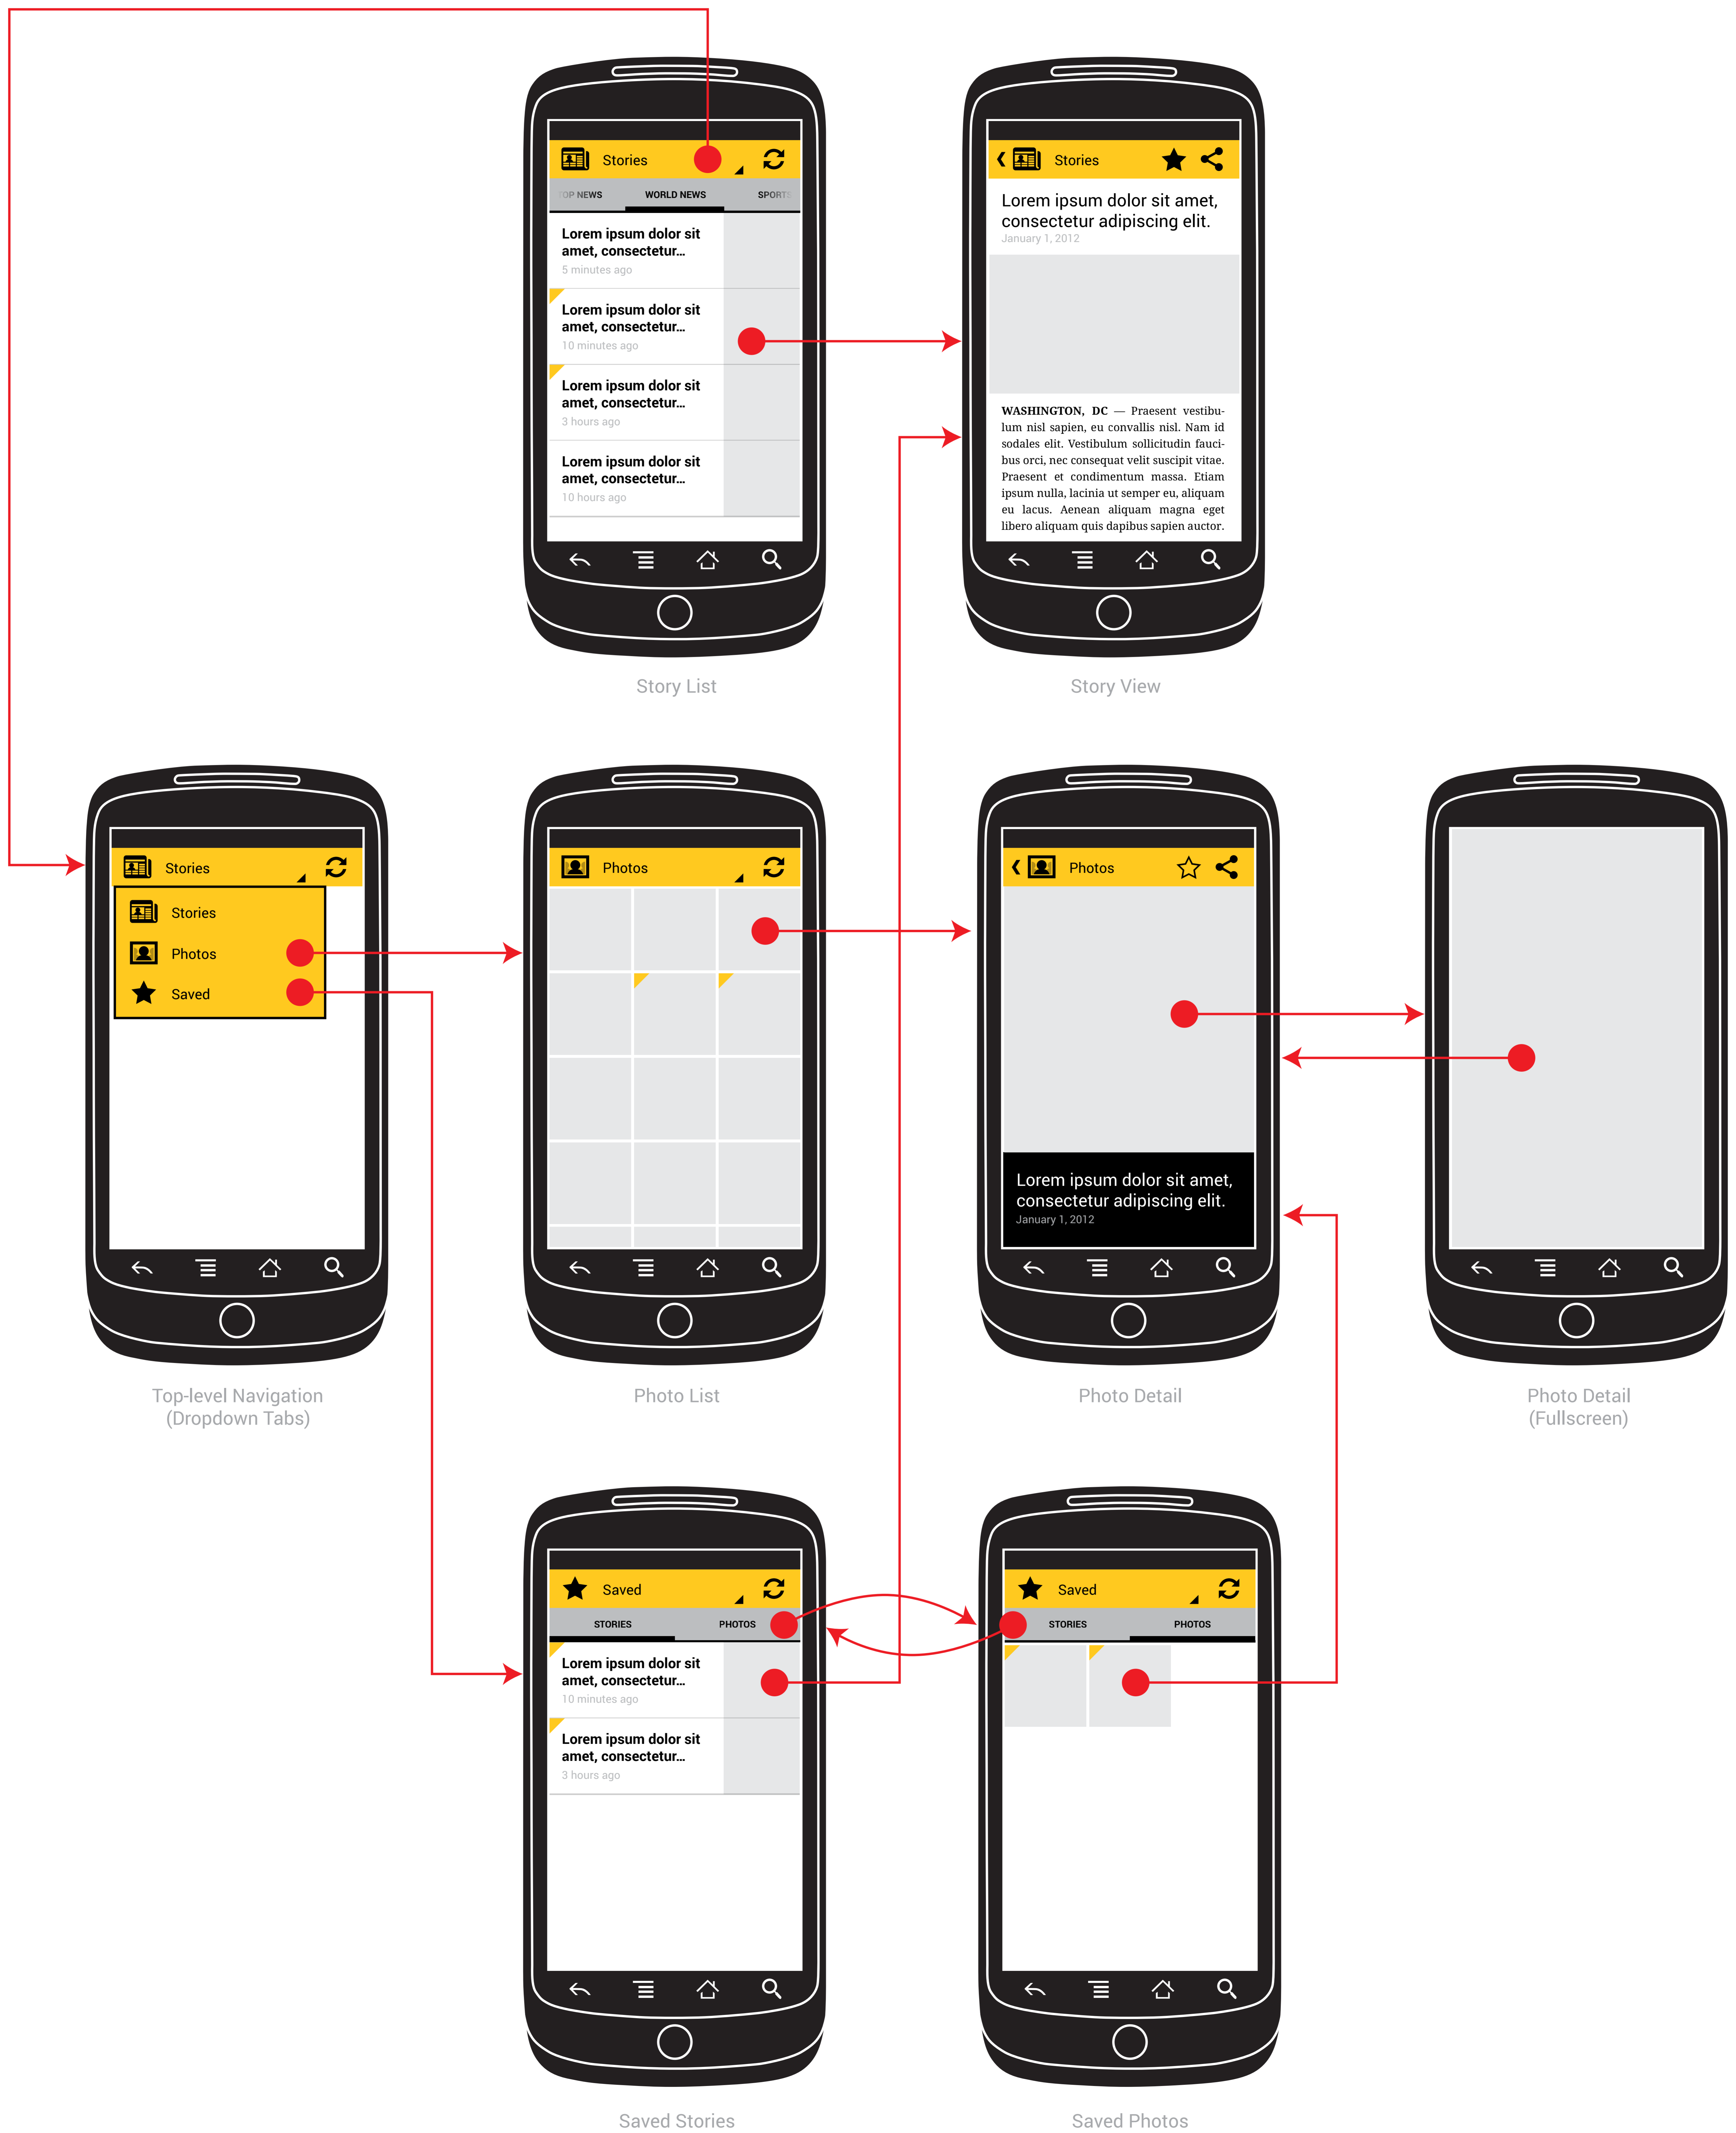 Stories
TOP NEWS
WORLD NEWS
SPORTS
Lorem ipsum dolor sit
amet, consectetur...
5 minutes ago
Lorem ipsum dolor sit
amet, consectetur...
10 minutes ago
Lorem ipsum dolor sit
amet, consectetur...
3 hours ago
Lorem ipsum dolor sit
amet, consectetur...
10 hours ago
Story List
Stories
Lorem ipsum dolor sit amet,
consectetur adipiscing elit.
January 1, 2012
WASHINGTON, DC — Praesent vestibu-
lum nisl sapien, eu convallis nisl. Nam id
sodales elit. Vestibulum sollicitudin fauci-
bus orci, nec consequat velit suscipit vitae.
Praesent et condimentum massa. Etiam
ipsum nulla, lacinia ut semper eu, aliquam
eu lacus. Aenean aliquam magna eget
libero aliquam quis dapibus sapien auctor.
Story View
Stories
Stories
Photos
Saved
Top-level Navigation
(Dropdown Tabs)
Photos
Photo List
Photos
Lorem ipsum dolor sit amet,
consectetur adipiscing elit.
January 1, 2012
Photo Detail
Photo Detail
(Fullscreen)
Saved
STORIES
PHOTOS
Lorem ipsum dolor sit
amet, consectetur...
10 minutes ago
Lorem ipsum dolor sit
amet, consectetur...
3 hours ago
Saved Stories
Saved
STORIES
PHOTOS
Saved Photos